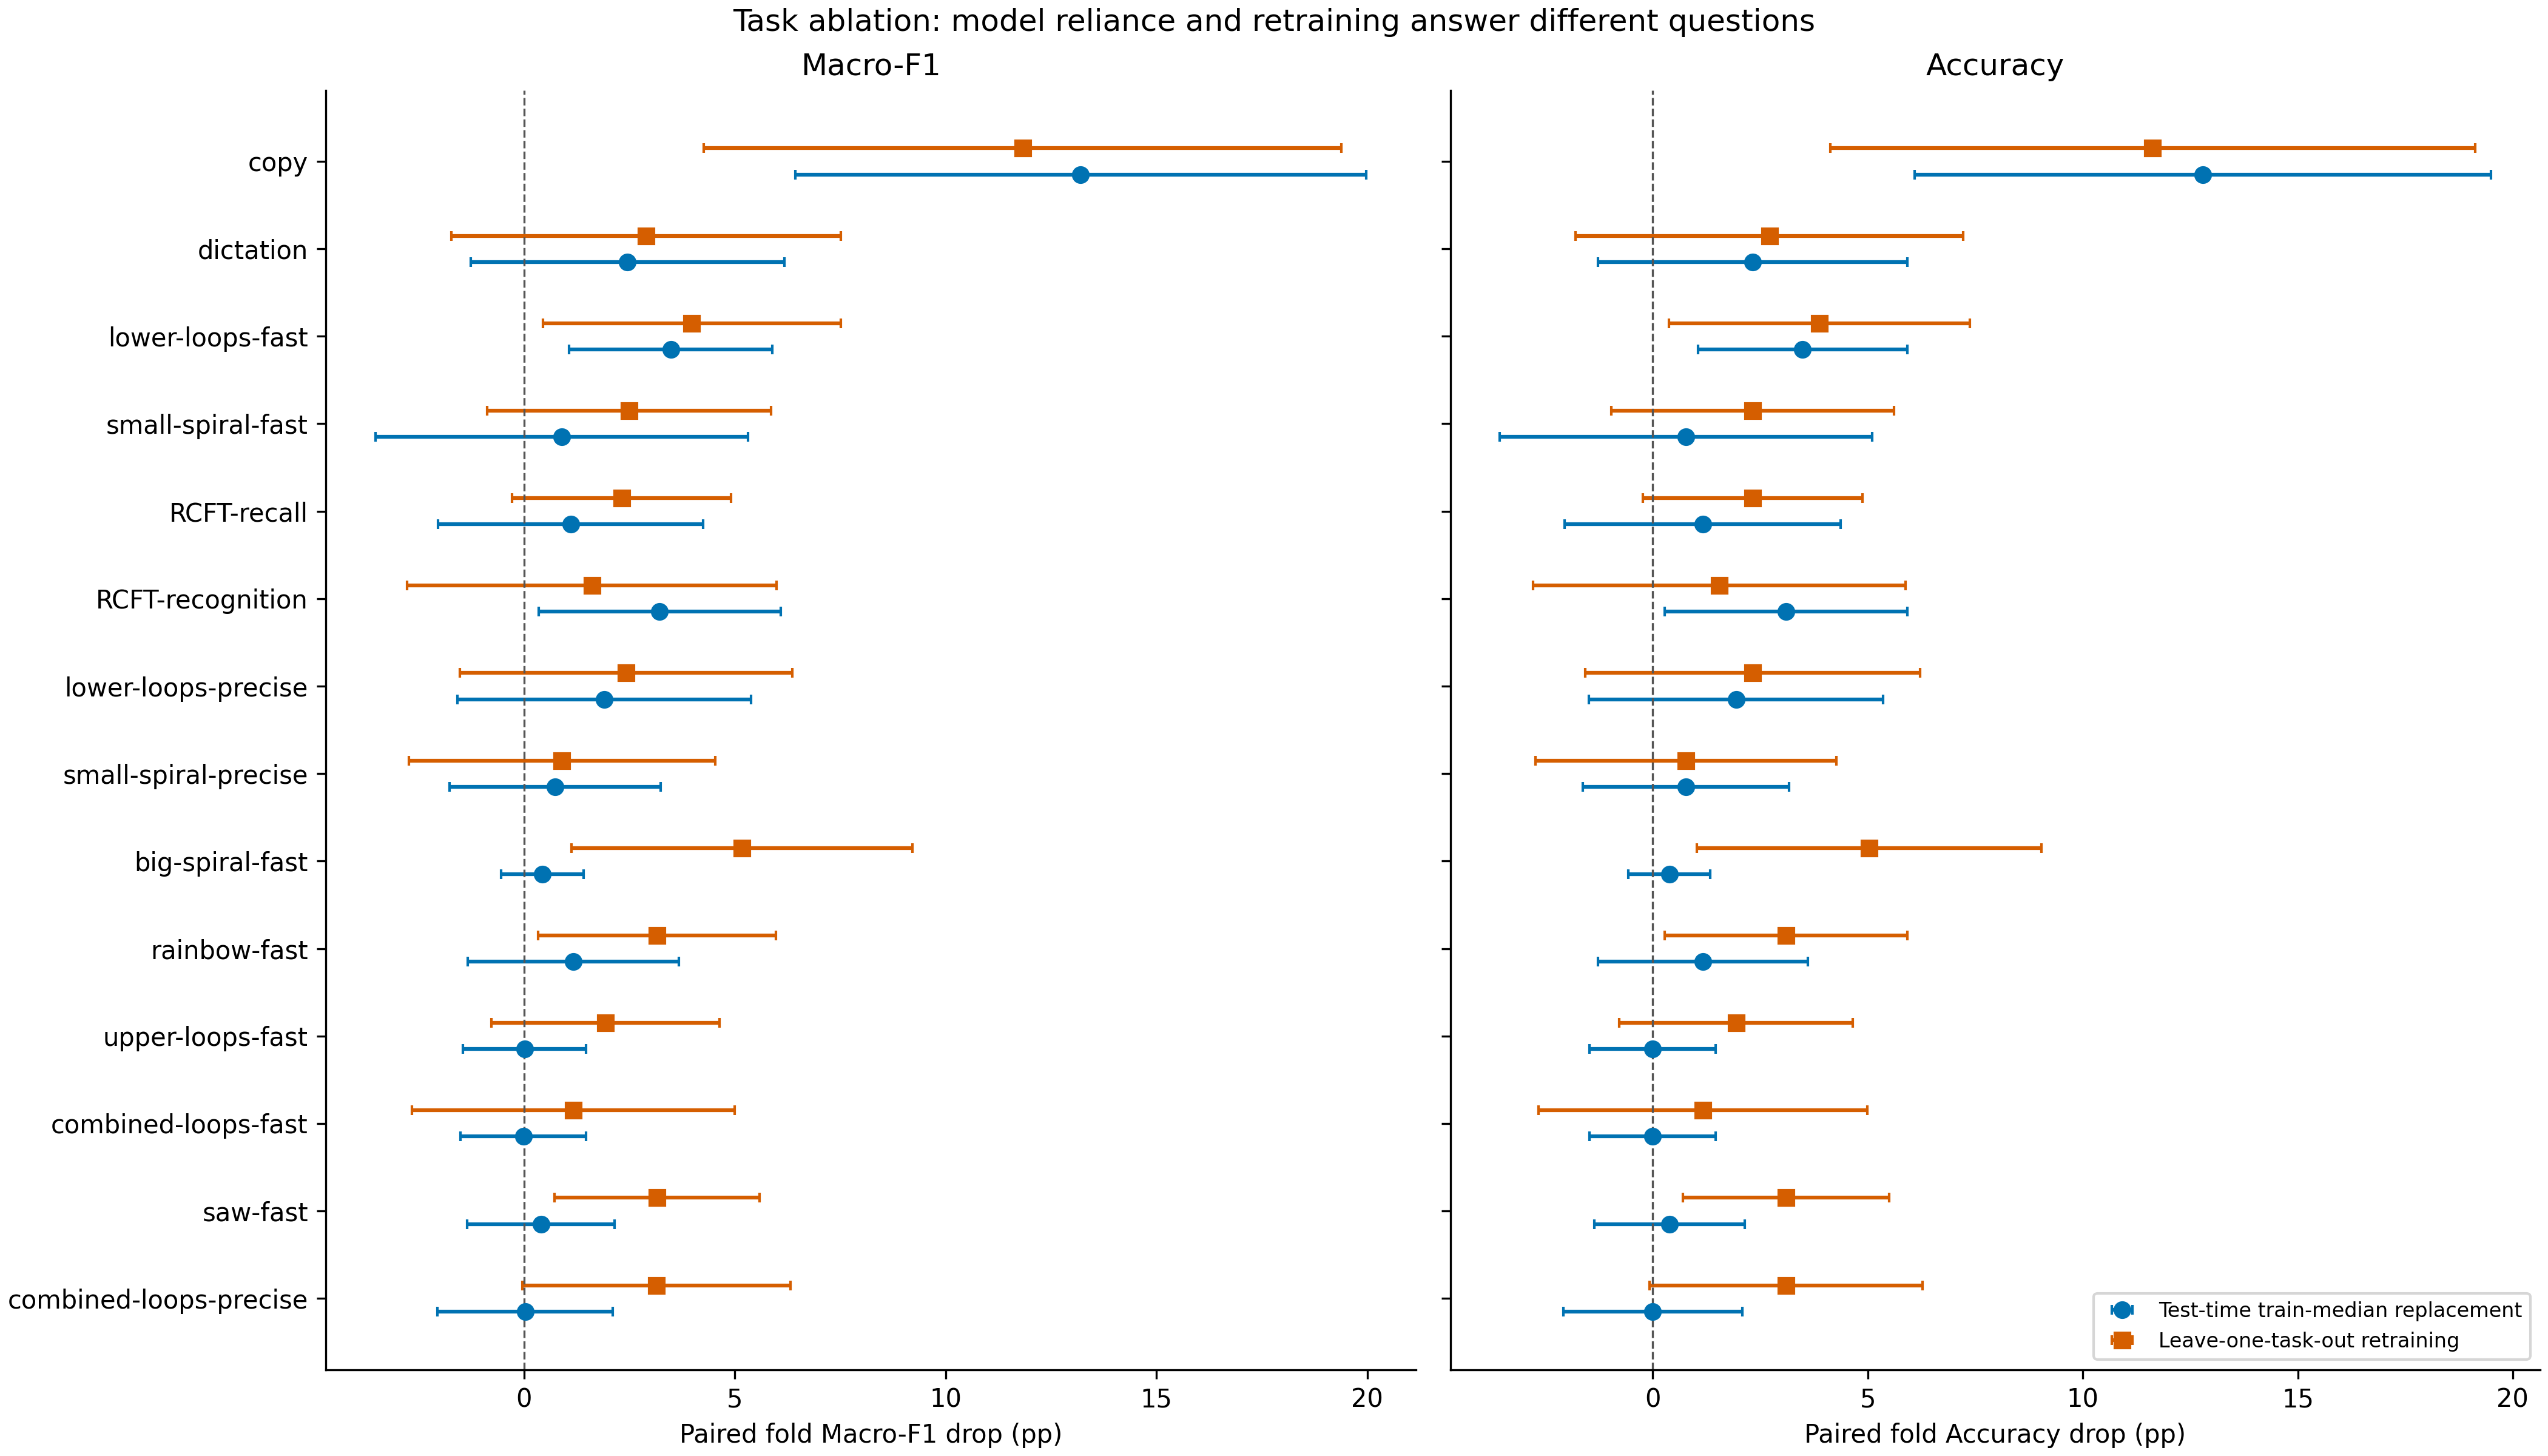 Task ablation: model reliance and retraining answer different questions
Macro-F1
Accuracy
copy
dictation
lower-loops-fast
small-spiral-fast
RCFT-recall
RCFT-recognition
lower-loops-precise
small-spiral-precise
big-spiral-fast
rainbow-fast
upper-loops-fast
combined-loops-fast
saw-fast
combined-loops-precise
0 5 10 15 20
Paired fold Macro-F1 drop (pp)
Test-time train-median replacement
Leave-one-task-out retraining
0 5 10 15 20
Paired fold Accuracy drop (pp)